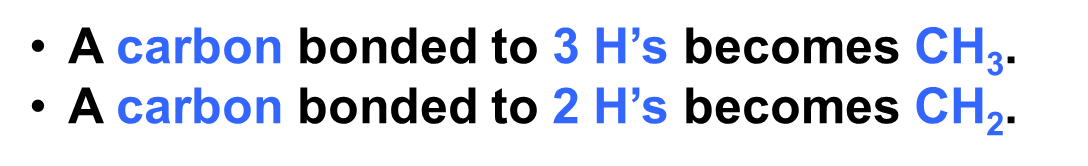 • A carbon bonded to 3 H’s becomes CH₃.
• A carbon bonded to 2 H’s becomes CH₂.